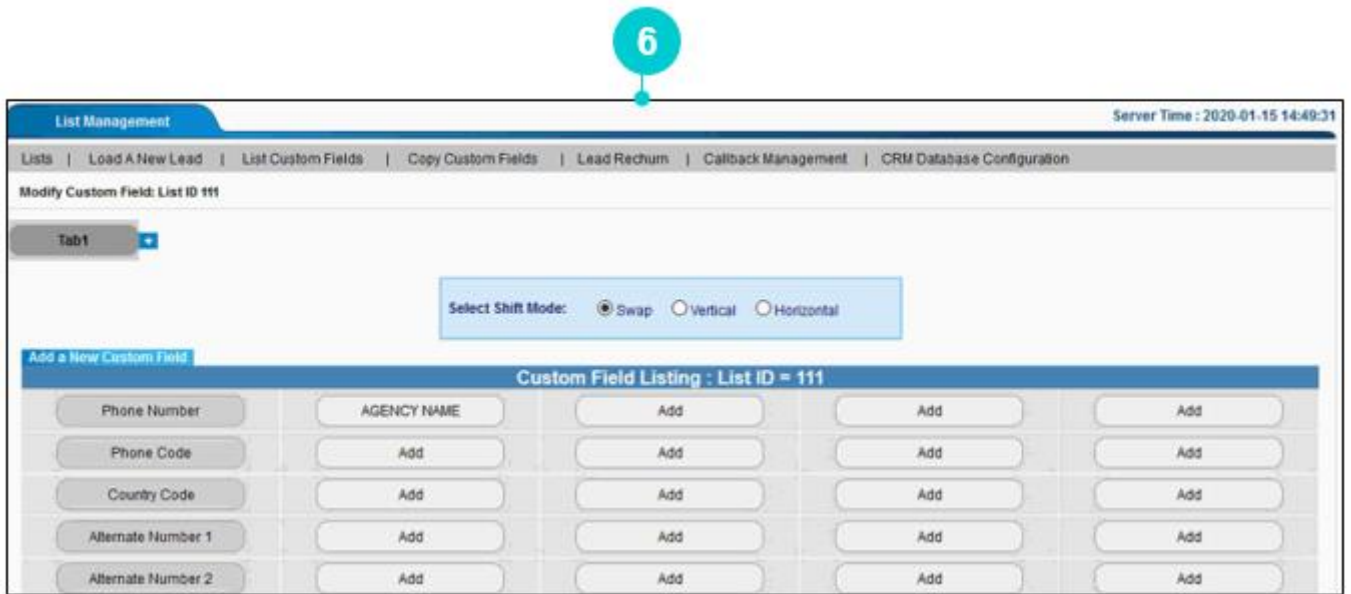 6
List Management Server Time : 2020-01-15 14:49:31
Lists | Load A New Lead | List Custom Fields | Copy Custom Fields | Lead Rechurn | Callback Management | CRM Database Configuration
Modify Custom Field: List ID 111
Tab1 +
Select Shift Mode: Swap Vertical Horizontal
Add a New Custom Field
Custom Field Listing : List ID = 111
Phone Number AGENCY NAME Add Add Add
Phone Code Add Add Add Add
Country Code Add Add Add Add
Alternate Number 1 Add Add Add Add
Alternate Number 2 Add Add Add Add